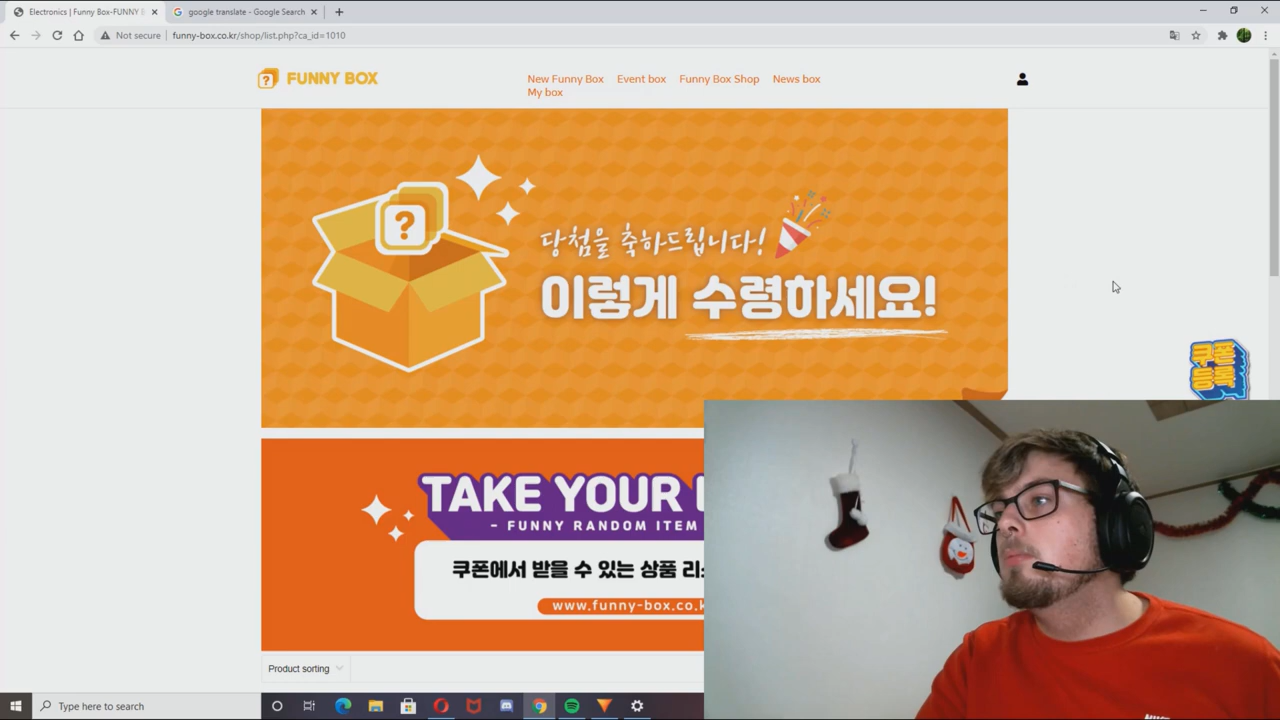 Electronics | Funny Box-FUNNY B
google translate - Google Search
Not secure
funny-box.co.kr/shop/list.php?ca_id=1010
? FUNNY BOX
New Funny Box
Event box
Funny Box Shop
News box
My box
?
당첨을 축하드립니다!
이렇게 수령하세요!
쿠폰
등록
TAKE YOUR
- FUNNY RANDOM ITEM
쿠폰에서 받을 수 있는 상품
www.funny-box.co.k
Product sorting
Type here to search